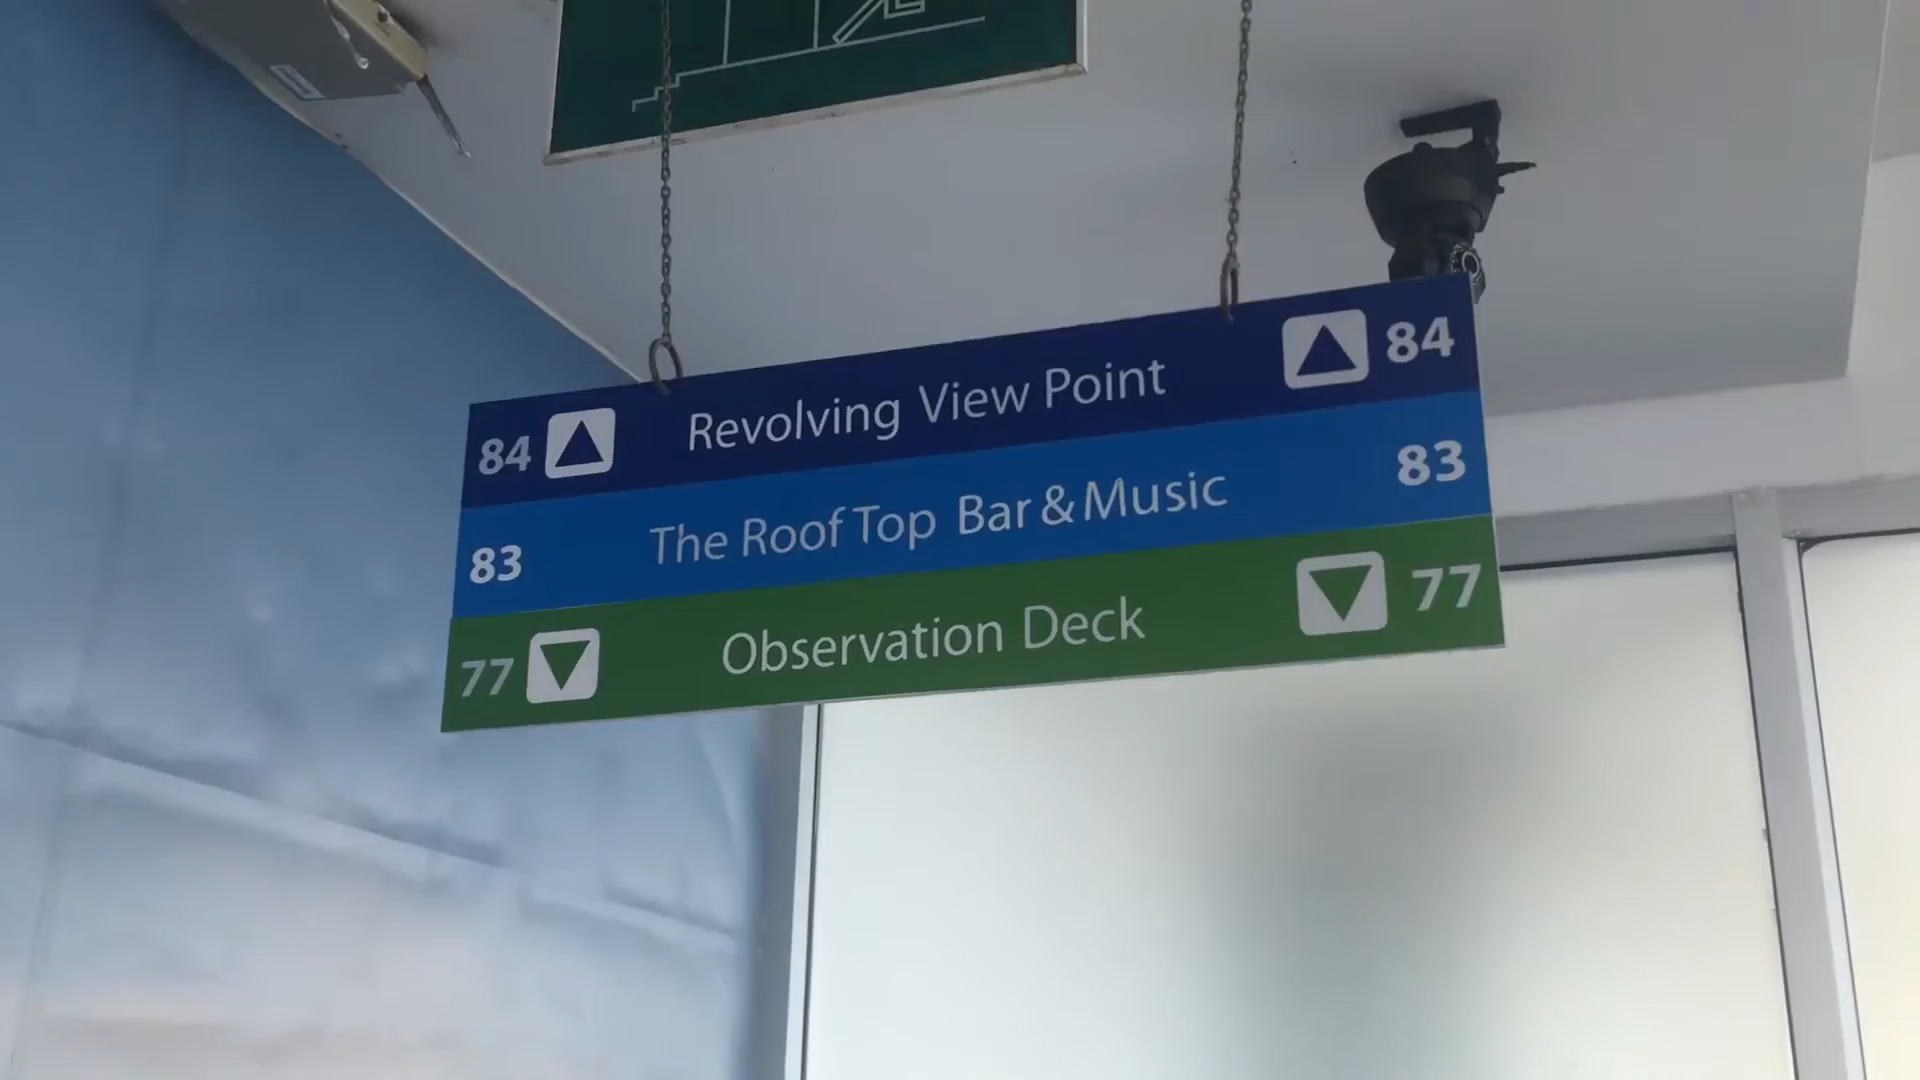 84 Revolving View Point 84
83 The Roof Top Bar & Music 83
77 Observation Deck 77